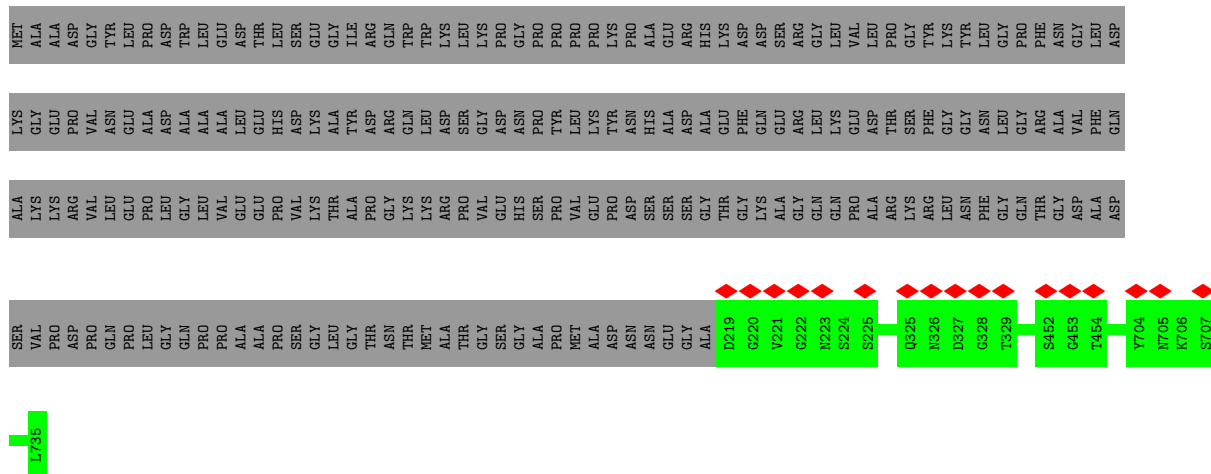 MET ALA ALA ASP GLY TYR LEU PRO ASP TRP LEU GLU ASP THR LEU SER GLU GLY ILE ARG GLN TRP TRP LYS LEU LYS PRO GLY PRO PRO PRO PRO LYS PRO ALA GLU ARG HIS LYS ASP ASP SER ARG GLY LEU VAL LEU PRO GLY TYR LYS TYR LEU GLY PRO PHE ASN GLY LEU ASP
LYS GLY GLU PRO VAL ASN GLU ALA ASP ALA ALA ALA LEU GLU HIS ASP LYS ALA TYR ASP ARG GLN LEU ASP SER GLY ASP ASN PRO TYR LEU LYS TYR ASN HIS ALA ASP ALA GLU PHE GLN GLU ARG LEU LYS GLU ASP THR SER PHE GLY GLY ASN LEU GLY ARG ALA VAL PHE GLN
ALA LYS LYS ARG VAL LEU GLU PRO LEU GLY LEU VAL GLU GLU PRO VAL LYS THR ALA PRO GLY LYS LYS ARG PRO VAL GLU HIS SER PRO VAL GLU PRO ASP SER SER SER GLY THR GLY LYS ALA GLY GLN GLN PRO ALA ARG LYS ARG LEU ASN PHE GLY GLN THR GLY ASP ALA ASP
SER VAL PRO ASP PRO GLN PRO LEU GLY GLN PRO PRO ALA ALA PRO SER GLY LEU GLY THR ASN THR MET ALA THR GLY SER GLY ALA PRO MET ALA ASP ASN ASN GLU GLY ALA D219 G220 V221 G222 N223 S224 S225 Q325 N326 D327 G328 T329 S452 G453 T454 Y704 N705 K706 S707
L735